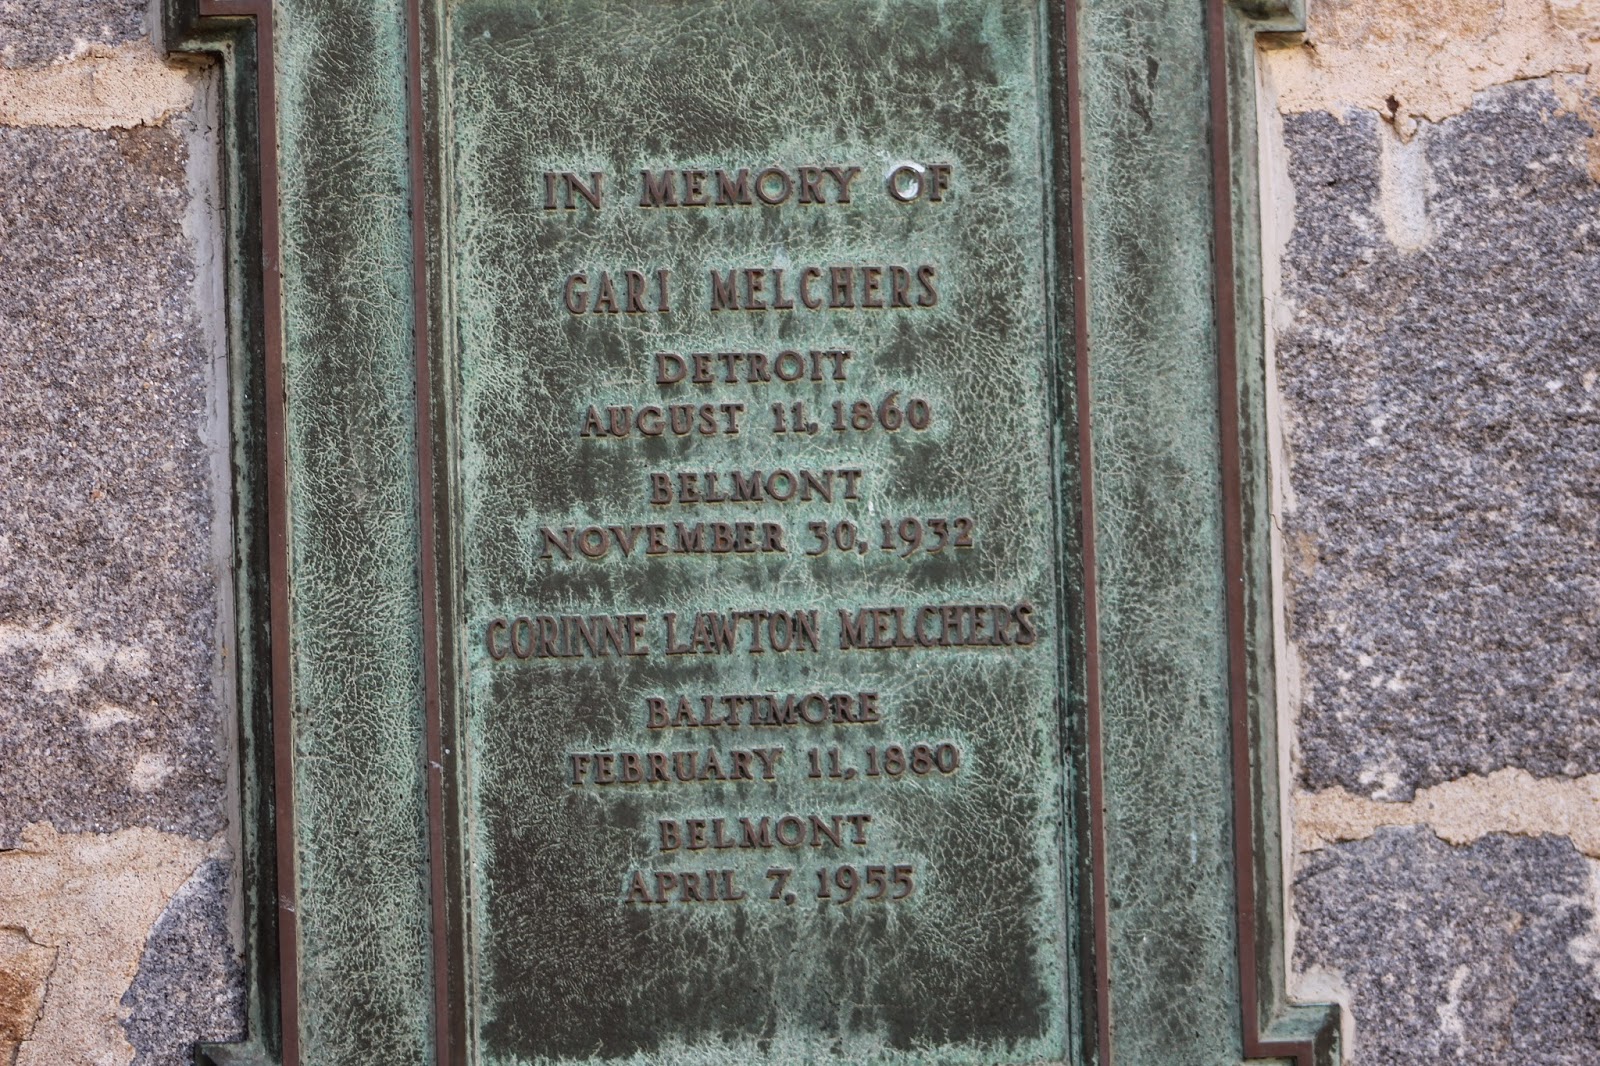 IN MEMORY OF
GARI MELCHERS
DETROIT
AUGUST 11, 1860
BELMONT
NOVEMBER 30, 1932
CORINNE LAWTON MELCHERS
BALTIMORE
FEBRUARY 11, 1880
BELMONT
APRIL 7, 1955